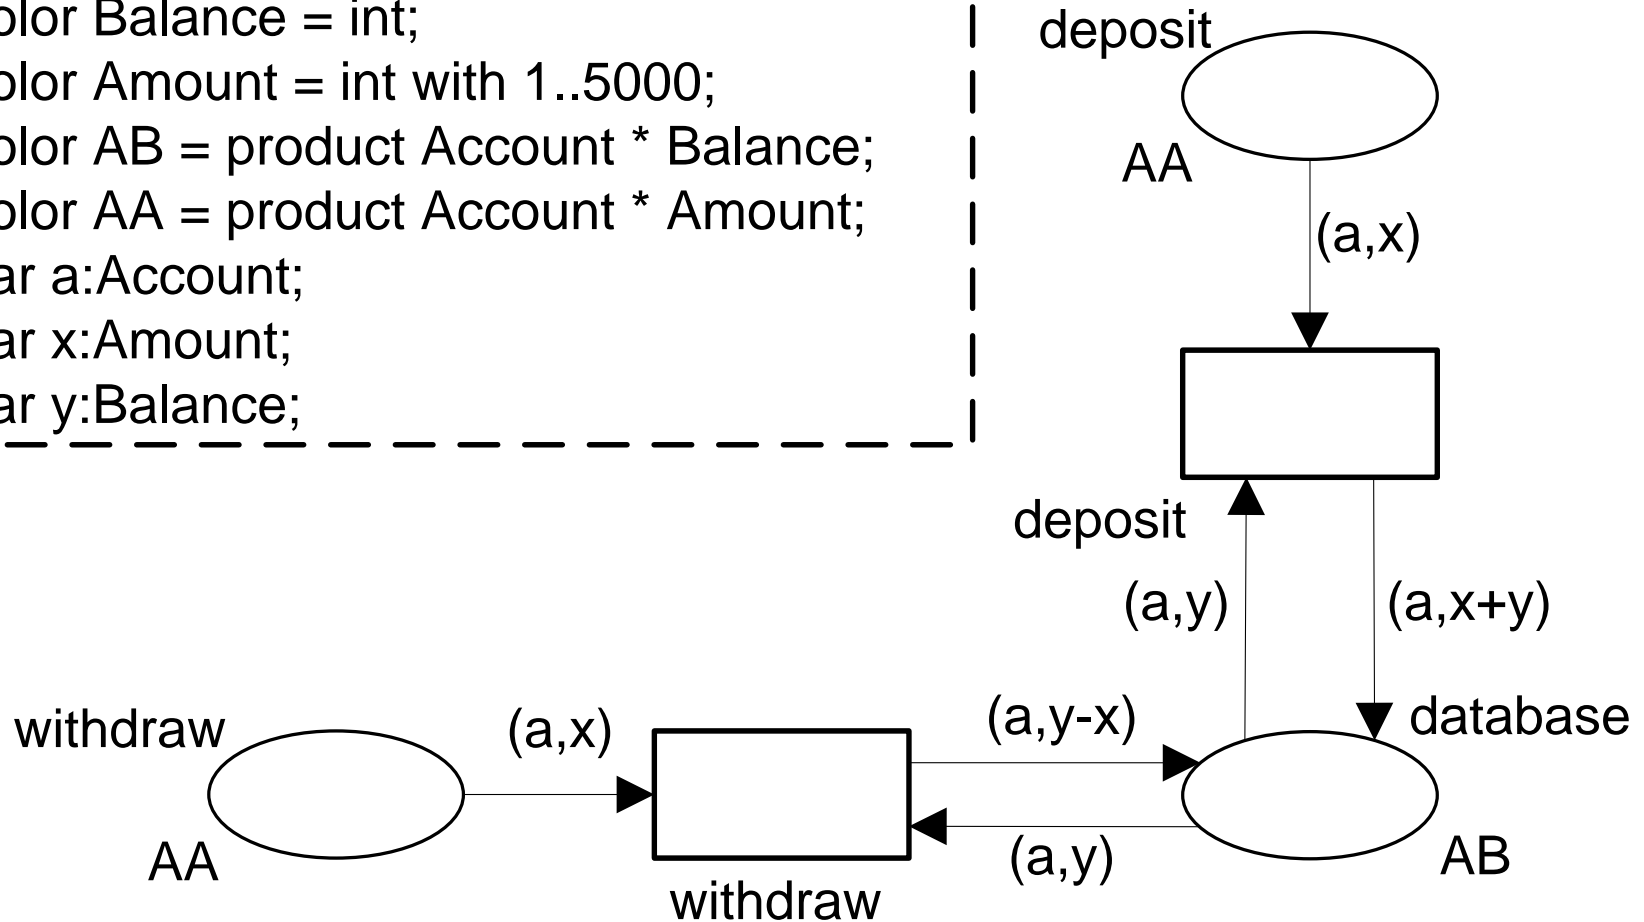 olor Balance = int;
olor Amount = int with 1..5000;
olor AB = product Account * Balance;
olor AA = product Account * Amount;
ar a:Account;
ar x:Amount;
ar y:Balance;
deposit
AA
(a,x)
deposit
(a,y)
(a,x+y)
withdraw
(a,x)
(a,y-x)
database
AA
withdraw
(a,y)
AB